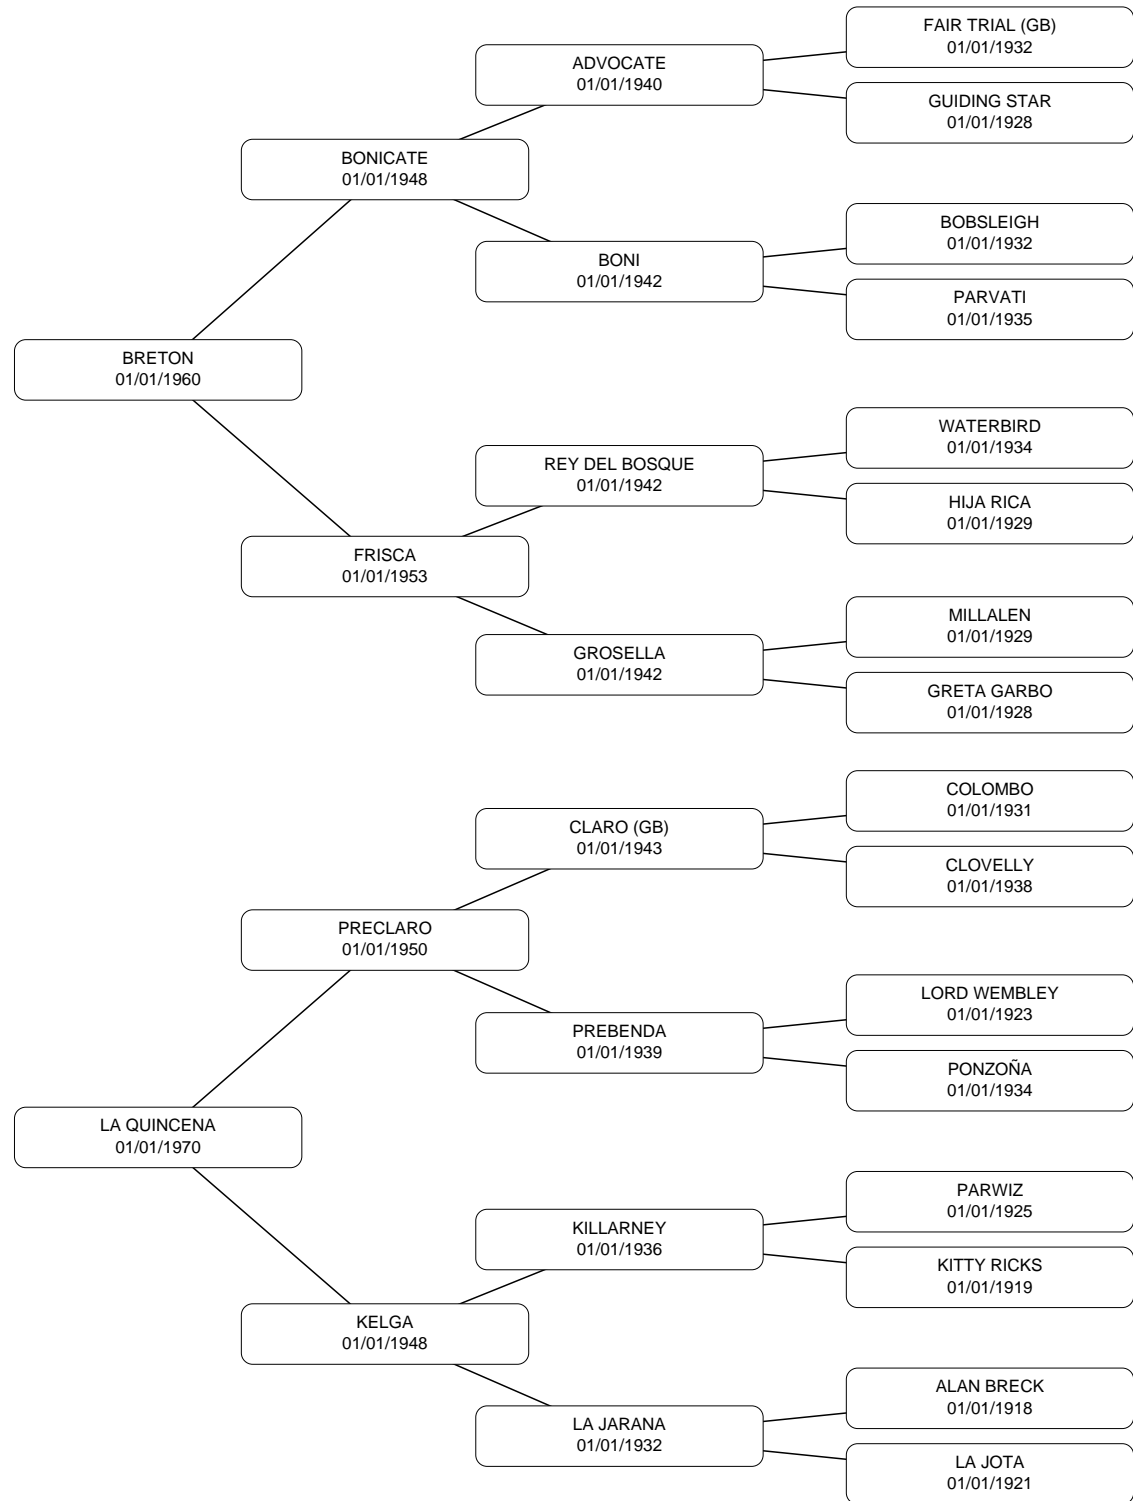 FAIR TRIAL (GB)
01/01/1932
ADVOCATE
01/01/1940
GUIDING STAR
01/01/1928
BONICATE
01/01/1948
BOBSLEIGH
01/01/1932
BONI
01/01/1942
PARVATI
01/01/1935
BRETON
01/01/1960
WATERBIRD
01/01/1934
REY DEL BOSQUE
01/01/1942
HIJA RICA
01/01/1929
FRISCA
01/01/1953
MILLALEN
01/01/1929
GROSELLA
01/01/1942
GRETA GARBO
01/01/1928
COLOMBO
01/01/1931
CLARO (GB)
01/01/1943
CLOVELLY
01/01/1938
PRECLARO
01/01/1950
LORD WEMBLEY
01/01/1923
PREBENDA
01/01/1939
PONZOÑA
01/01/1934
LA QUINCENA
01/01/1970
PARWIZ
01/01/1925
KILLARNEY
01/01/1936
KITTY RICKS
01/01/1919
KELGA
01/01/1948
ALAN BRECK
01/01/1918
LA JARANA
01/01/1932
LA JOTA
01/01/1921